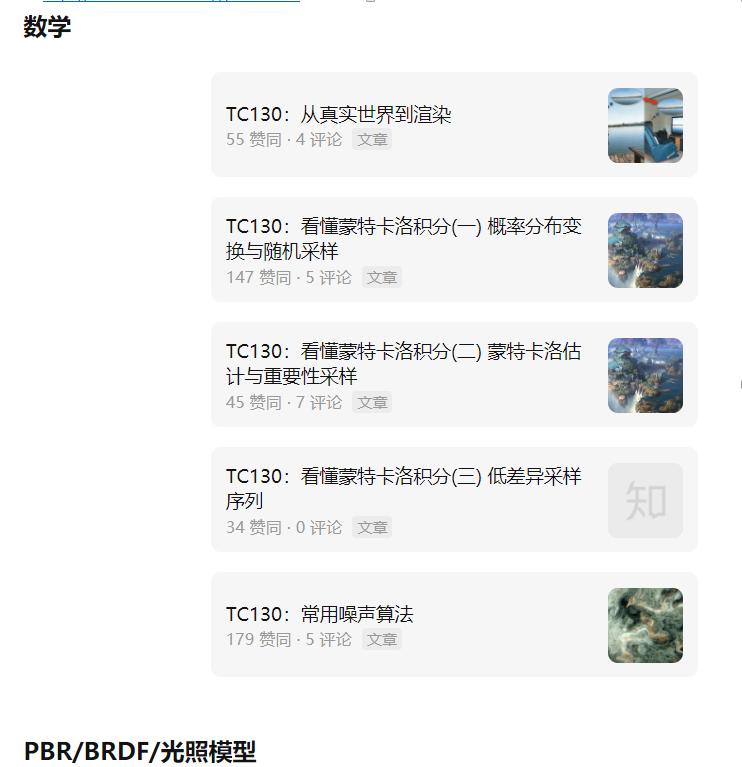 数学
TC130：从真实世界到渲染
55 赞同 · 4 评论 文章
TC130：看懂蒙特卡洛积分(一) 概率分布变
换与随机采样
147 赞同 · 5 评论 文章
TC130：看懂蒙特卡洛积分(二) 蒙特卡洛估
计与重要性采样
45 赞同 · 7 评论 文章
TC130：看懂蒙特卡洛积分(三) 低差异采样
序列
34 赞同 · 0 评论 文章
知
TC130：常用噪声算法
179 赞同 · 5 评论 文章
PBR/BRDF/光照模型